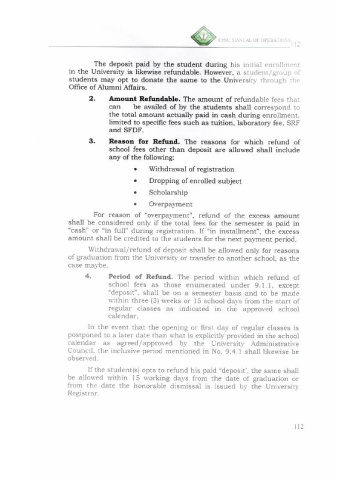 The deposit paid by the student during his initial enrollment
in the University is likewise refundable. However, a student/group of
students may opt to donate the same to the University through the
Office of Alumni Affairs.
2. Amount Refundable. The amount of refundable fees that
can be availed of by the students shall correspond to
the total amount actually paid in cash during enrollment,
limited to specific fees such as tuition, laboratory fee, SRF
and SFDF.
3. Reason for Refund. The reasons for which refund of
school fees other than deposit are allowed shall include
any of the following:
• Withdrawal of registration
• Dropping of enrolled subject
• Scholarship
• Overpayment
For reason of "overpayment", refund of the excess amount
shall be considered only if the total fees for the semester is paid in
"cash" or "in full" during registration. If "in installment", the excess
amount shall be credited to the students for the next payment period.
Withdrawal/refund of deposit shall be allowed only for reasons
of graduation from the University or transfer to another school, as the
case maybe.
4. Period of Refund. The period within which refund of
school fees as those enumerated under 9.1.1, except
"deposit", shall be on a semester basis and to be made
within three (3) weeks or 15 school days from the start of
regular classes as indicated in the approved school
calendar.
In the event that the opening or first day of regular classes is
postponed to a later date than what is explicitly provided in the school
calendar as agreed/approved by the University Administrative
Council, the inclusive period mentioned in No. 9.4.1 shall likewise be
observed.
If the student(s) opts to refund his paid "deposit', the same shall
be allowed within 15 working days from the date of graduation or
from the date the honorable dismissal is issued by the University
Registrar.
112